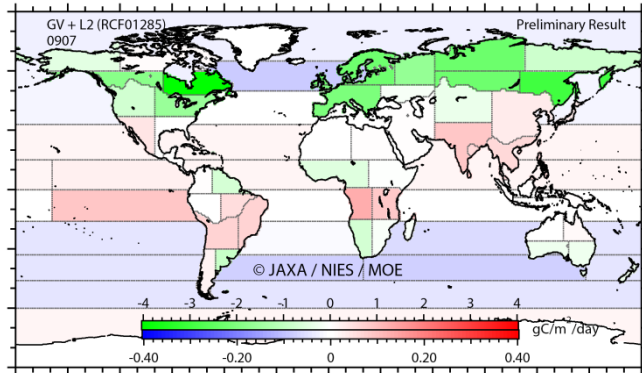 GV + L2 (RCF01285) Preliminary Result
0907
© JAXA / NIES / MOE
-4 -3 -2 -1 0 1 2 3 4
gC/m²/day
-0.40 -0.20 0 0.20 0.40